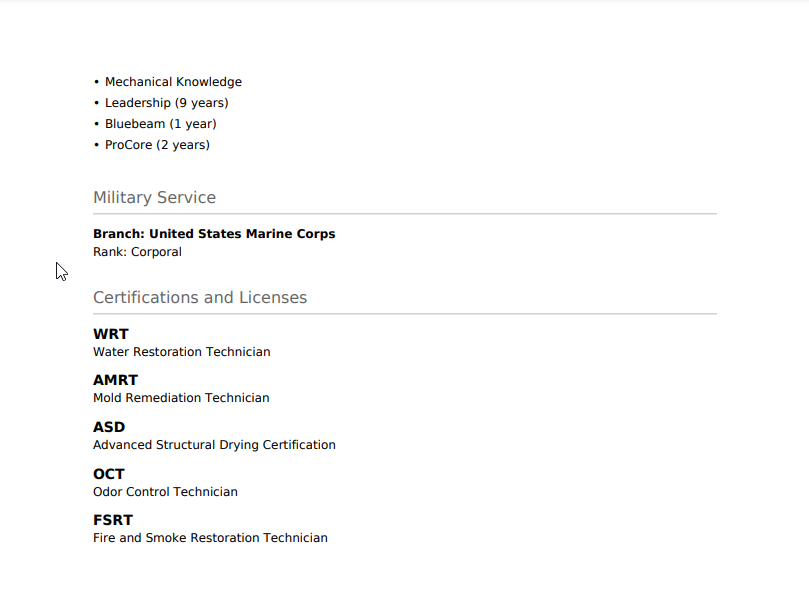 • Mechanical Knowledge
• Leadership (9 years)
• Bluebeam (1 year)
• ProCore (2 years)
Military Service
Branch: United States Marine Corps
Rank: Corporal
Certifications and Licenses
WRT
Water Restoration Technician
AMRT
Mold Remediation Technician
ASD
Advanced Structural Drying Certification
OCT
Odor Control Technician
FSRT
Fire and Smoke Restoration Technician